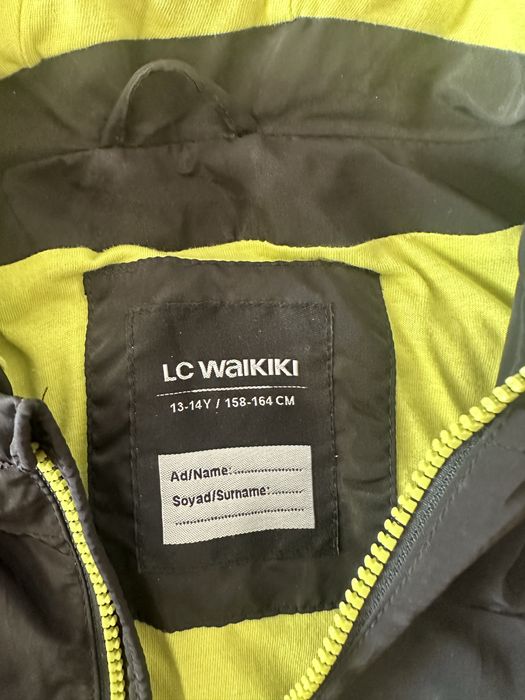 LC WAIKIKI
13-14Y / 158-164 CM
Ad/Name:....................
Soyad/Surname:.........
....................................